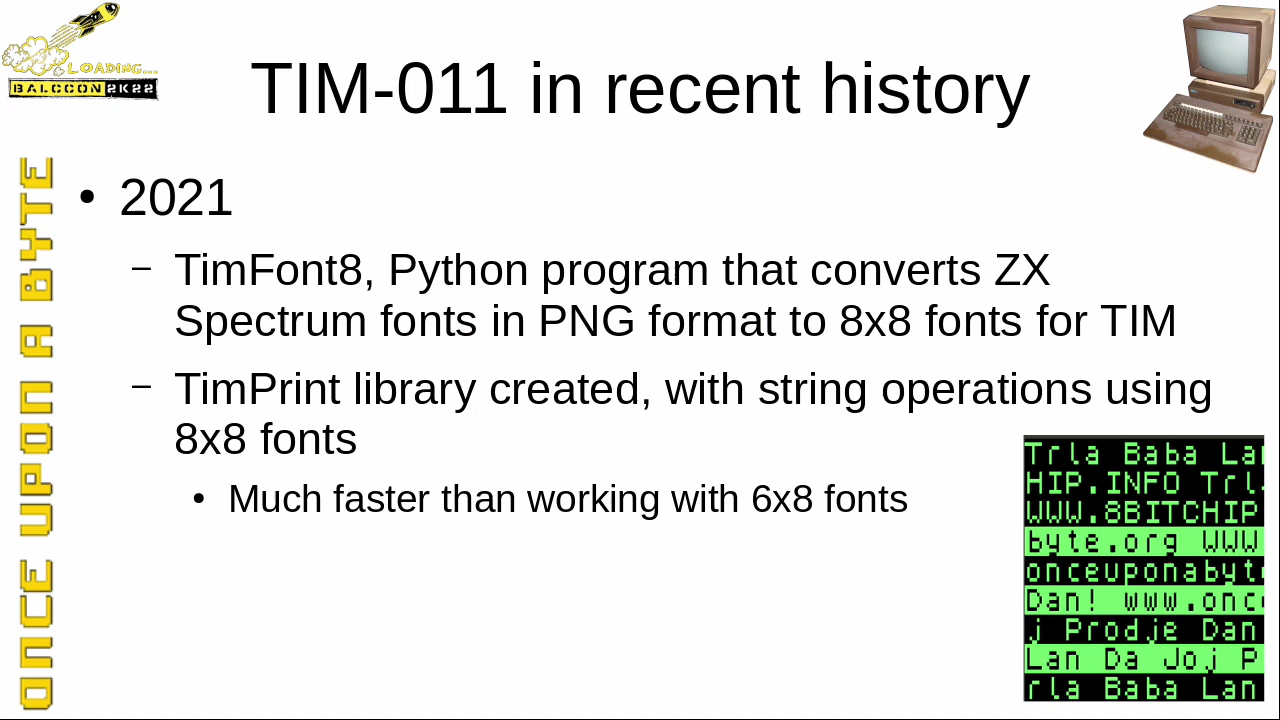 LOADING....
BALCCON2K22
TIM-011 in recent history
ONCE UPON A BYTE
• 2021
– TimFont8, Python program that converts ZX
Spectrum fonts in PNG format to 8x8 fonts for TIM
– TimPrint library created, with string operations using
8x8 fonts
• Much faster than working with 6x8 fonts
Trla Baba Lan
HIP.INFO Trl
WWW.8BITCHIP
byte.org WWW
onceuponabyt
Dan! www.onc
j Prodje Dan
Lan Da Joj P
rla Baba Lan